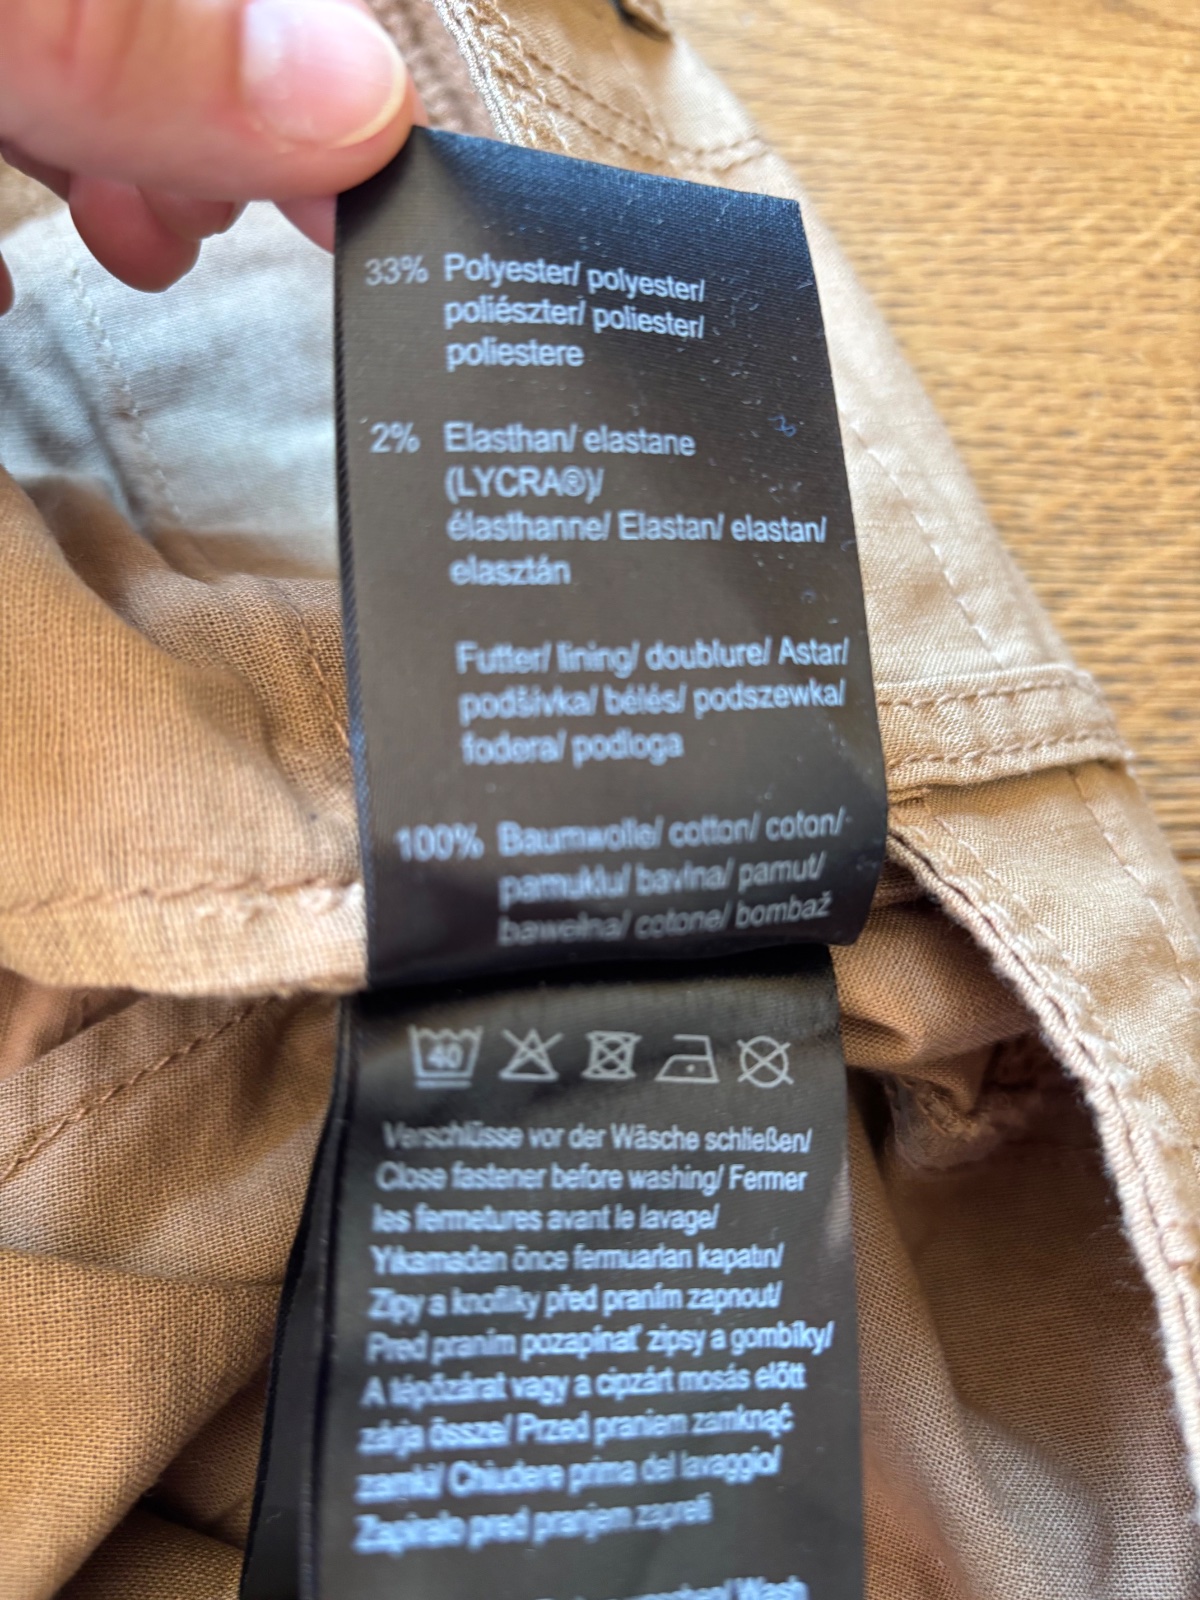 33% Polyester/ polyester/
poliészter/ poliester/
poliestere
2% Elasthan/ elastane
(LYCRA®)/
élasthanne/ Elastan/ elastan/
elasztán
Futter/ lining/ doublure/ Astar/
podšívka/ bélés/ podszewka/
fodera/ podloga
100% Baumwolle/ cotton/ coton/
pamuklu/ bavlna/ pamut/
bawełna/ cotone/ bombaž
40
Verschlüsse vor der Wäsche schließen/
Close fastener before washing/ Fermer
les fermetures avant le lavage/
Yıkamadan önce fermuarları kapatın/
Zipy a knoflíky před praním zapnout/
Pred praním pozapínať zipsy a gombíky/
A tépőzárat vagy a cipzárt mosás előtt
zárja össze/ Przed praniem zamknąć
zamki/ Chiudere prima del lavaggio/
Zapiralo pred pranjem zapreti
Wash